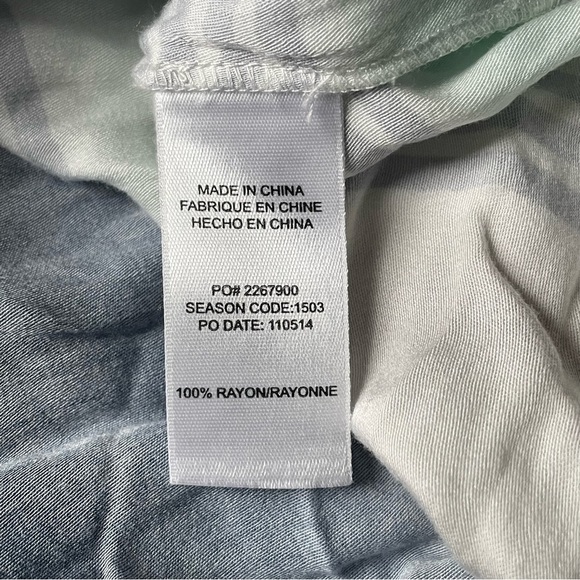 MADE IN CHINA
FABRIQUE EN CHINE
HECHO EN CHINA
PO# 2267900
SEASON CODE:1503
PO DATE: 110514
100% RAYON/RAYONNE